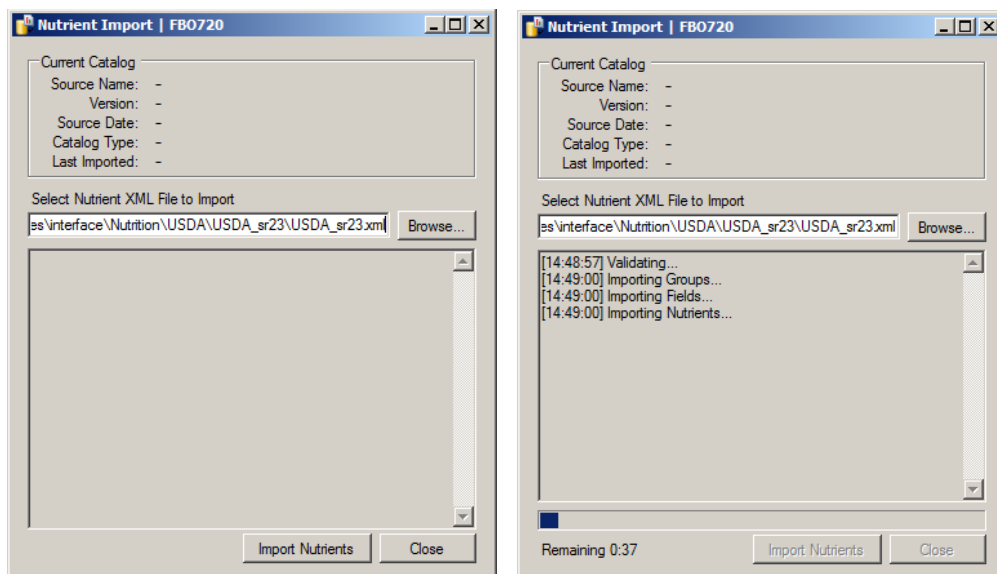 Nutrient Import | FBO720
Current Catalog
Source Name: -
Version: -
Source Date: -
Catalog Type: -
Last Imported: -
Select Nutrient XML File to Import
es\interface\Nutrition\USDA\USDA_sr23\USDA_sr23.xml
Browse...
Import Nutrients
Close
Nutrient Import | FBO720
Current Catalog
Source Name: -
Version: -
Source Date: -
Catalog Type: -
Last Imported: -
Select Nutrient XML File to Import
es\interface\Nutrition\USDA\USDA_sr23\USDA_sr23.xml
Browse...
[14:48:57] Validating...
[14:49:00] Importing Groups...
[14:49:00] Importing Fields...
[14:49:00] Importing Nutrients...
Remaining 0:37
Import Nutrients
Close